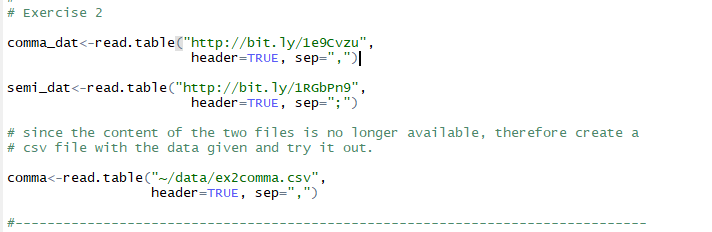 # Exercise 2
comma_dat<-read.table("http://bit.ly/1e9Cvzu",
header=TRUE, sep=",")
semi_dat<-read.table("http://bit.ly/1RGbPn9",
header=TRUE, sep=";")
# since the content of the two files is no longer available, therefore create a
# csv file with the data given and try it out.
comma<-read.table("~/data/ex2comma.csv",
header=TRUE, sep=",")
#------------------------------------------------------------------------------